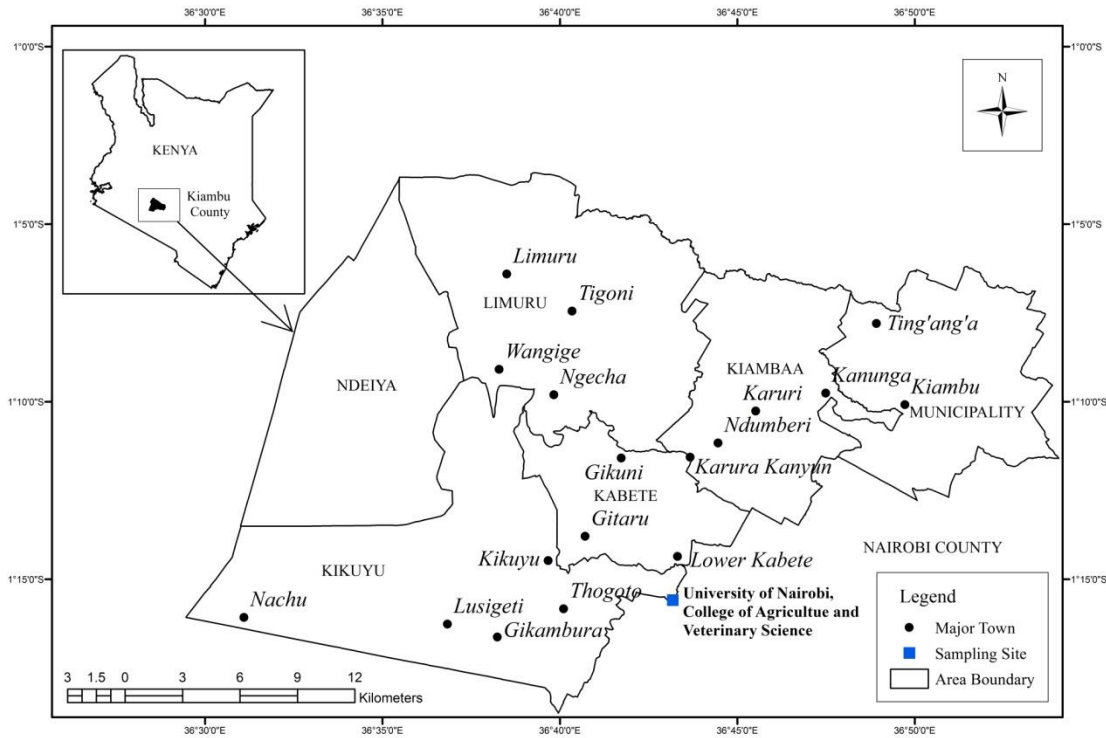 36°30'0"E 36°35'0"E 36°40'0"E 36°45'0"E 36°50'0"E
1°0'0"S 1°0'0"S
N
KENYA
Kiambu
County
1°5'0"S 1°5'0"S
Limuru
LIMURU
Tigoni
Ting'ang'a
Wangige
Ngecha
NDEIYA
KIAMBAA
Kanunga
Karuri
Kiambu
1°10'0"S 1°10'0"S
MUNICIPALITY
Ndumberi
Karura Kanyun
Gikuni
KABETE
Gitaru
NAIROBI COUNTY
Kikuyu
Lower Kabete
KIKUYU
1°15'0"S 1°15'0"S
Thogoto
University of Nairobi,
College of Agricultue and
Veterinary Science
Nachu
Lusigeti
Gikambura
Legend
Major Town
Sampling Site
Area Boundary
3 1.5 0 3 6 9 12
Kilometers
36°30'0"E 36°35'0"E 36°40'0"E 36°45'0"E 36°50'0"E